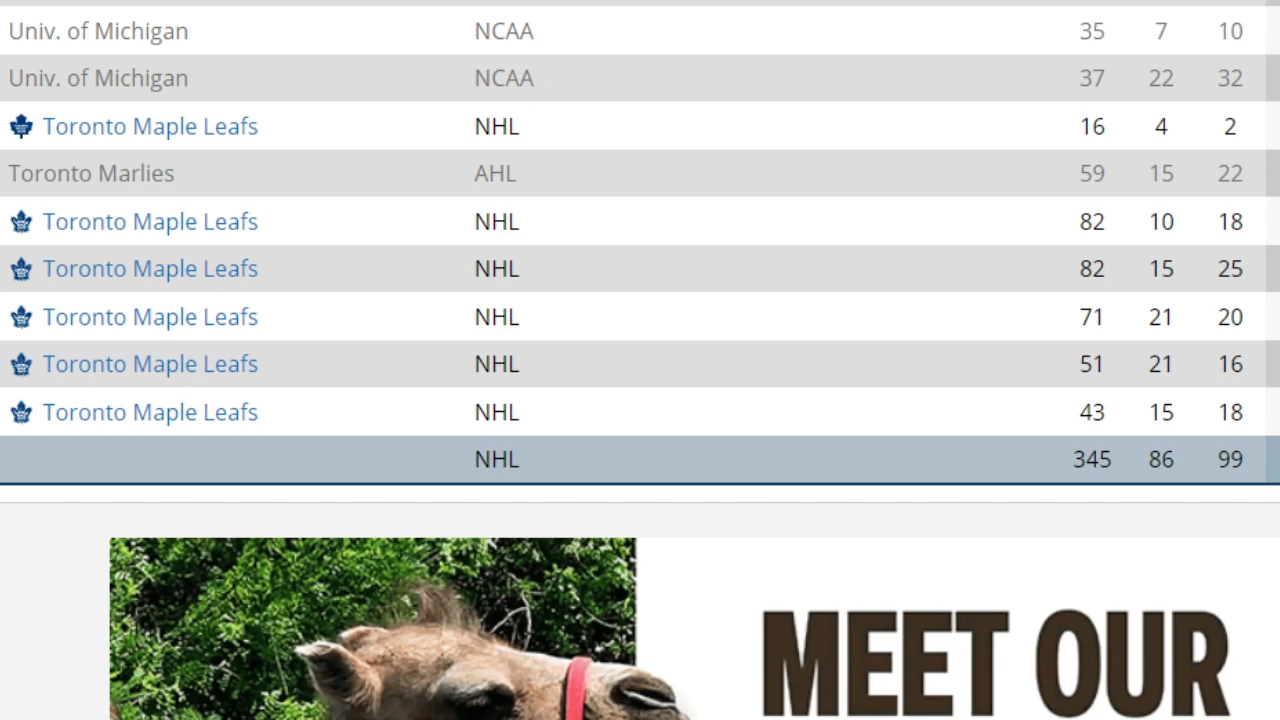 Univ. of Michigan NCAA 35 7 10
Univ. of Michigan NCAA 37 22 32
Toronto Maple Leafs NHL 16 4 2
Toronto Marlies AHL 59 15 22
Toronto Maple Leafs NHL 82 10 18
Toronto Maple Leafs NHL 82 15 25
Toronto Maple Leafs NHL 71 21 20
Toronto Maple Leafs NHL 51 21 16
Toronto Maple Leafs NHL 43 15 18
NHL 345 86 99
MEET OUR